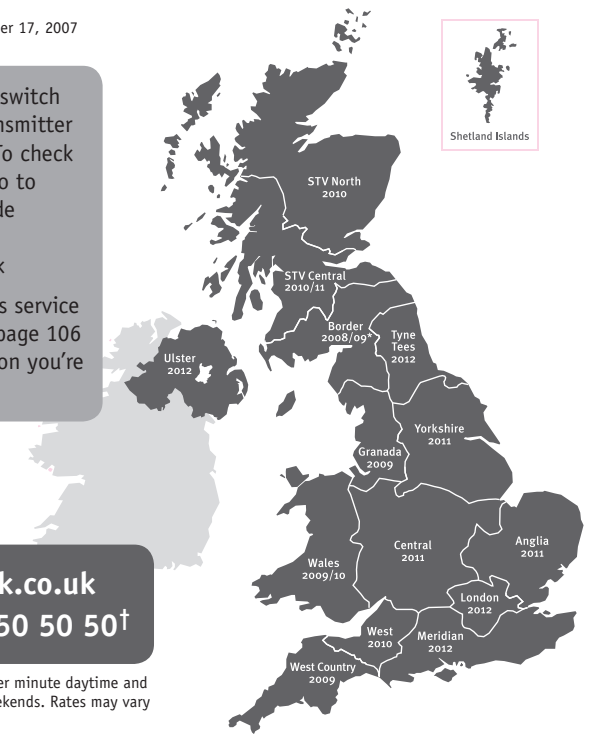 er 17, 2007
switch
nsmitter
To check
o to
de
k
s service
page 106
on you're
k.co.uk
50 50 50†
er minute daytime and
ekends. Rates may vary
Shetland Islands
STV North
2010
STV Central
2010/11
Border
2008/09*
Tyne
Tees
2012
Ulster
2012
Yorkshire
2011
Granada
2009
Wales
2009/10
Central
2011
Anglia
2011
London
2012
West
2010
Meridian
2012
West Country
2009